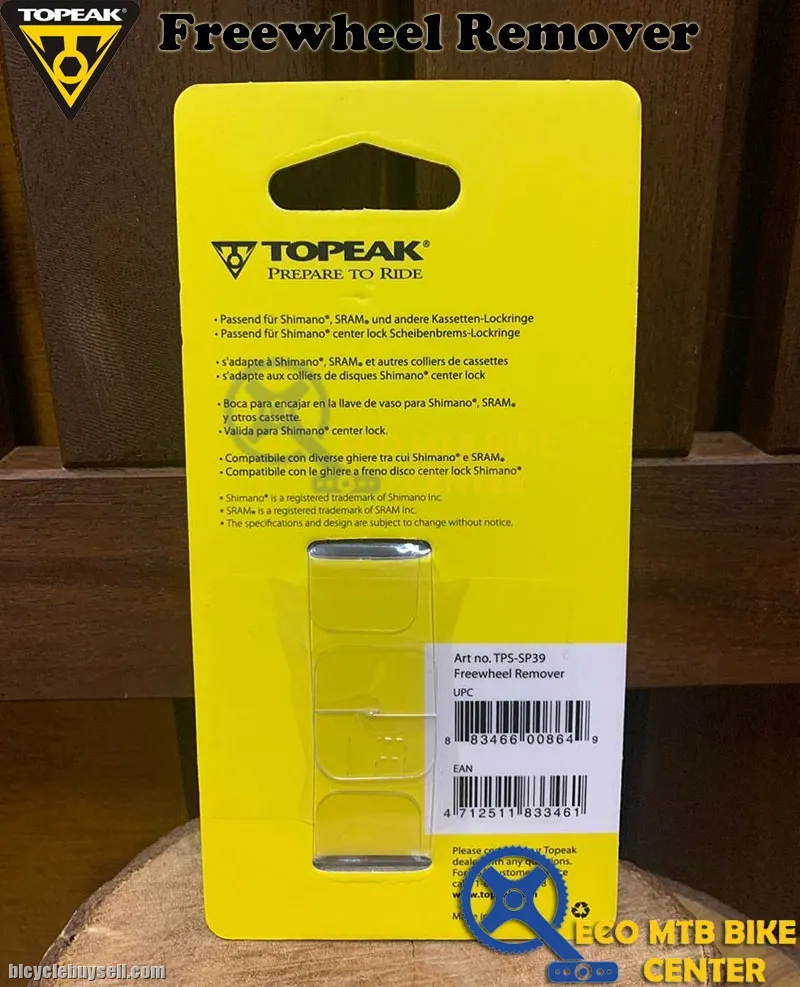 TOPEAK® Freewheel Remover
TOPEAK®
PREPARE TO RIDE
• Passend für Shimano®, SRAM® und andere Kassetten-Lockringe
• Passend für Shimano® center lock Scheibenbrems-Lockringe
• s'adapte à Shimano®, SRAM® et autres colliers de cassettes
• s'adapte aux colliers de disques Shimano® center lock
• Boca para encajar en la llave de vaso para Shimano®, SRAM®
y otros cassette.
• Valida para Shimano® center lock.
• Compatibile con diverse ghiere tra cui Shimano® e SRAM®
• Compatibile con le ghiere a freno disco center lock Shimano®
• Shimano® is a registered trademark of Shimano Inc.
• SRAM® is a registered trademark of SRAM Inc.
• The specifications and design are subject to change without notice.
Art no. TPS-SP39
Freewheel Remover
UPC
8 83466 00864 9
EAN
4 712511 833461
Please Topeak
with any
ECO MTB BIKE
CENTER
bicyclebuysell.com